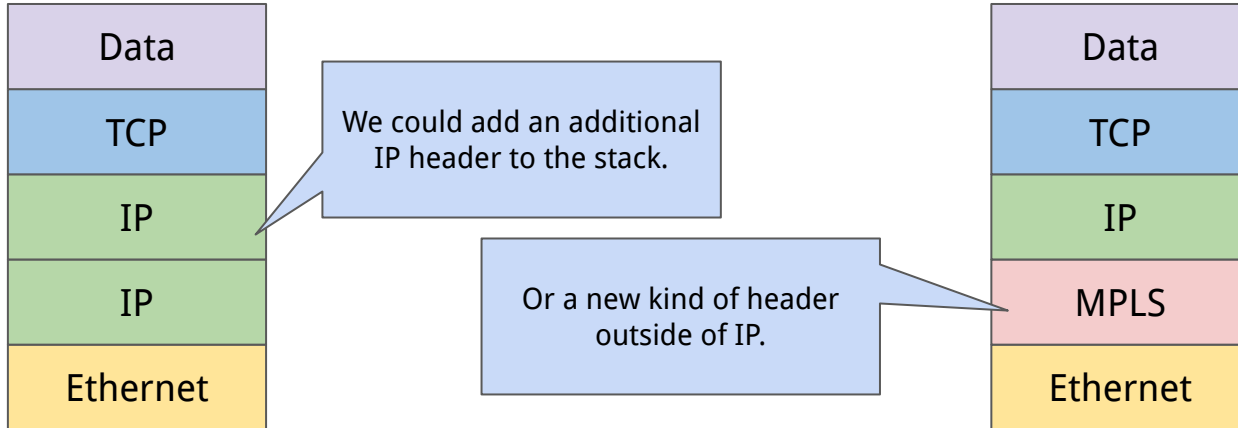 Data
TCP
IP
IP
Ethernet
We could add an additional
IP header to the stack.
Or a new kind of header
outside of IP.
Data
TCP
IP
MPLS
Ethernet